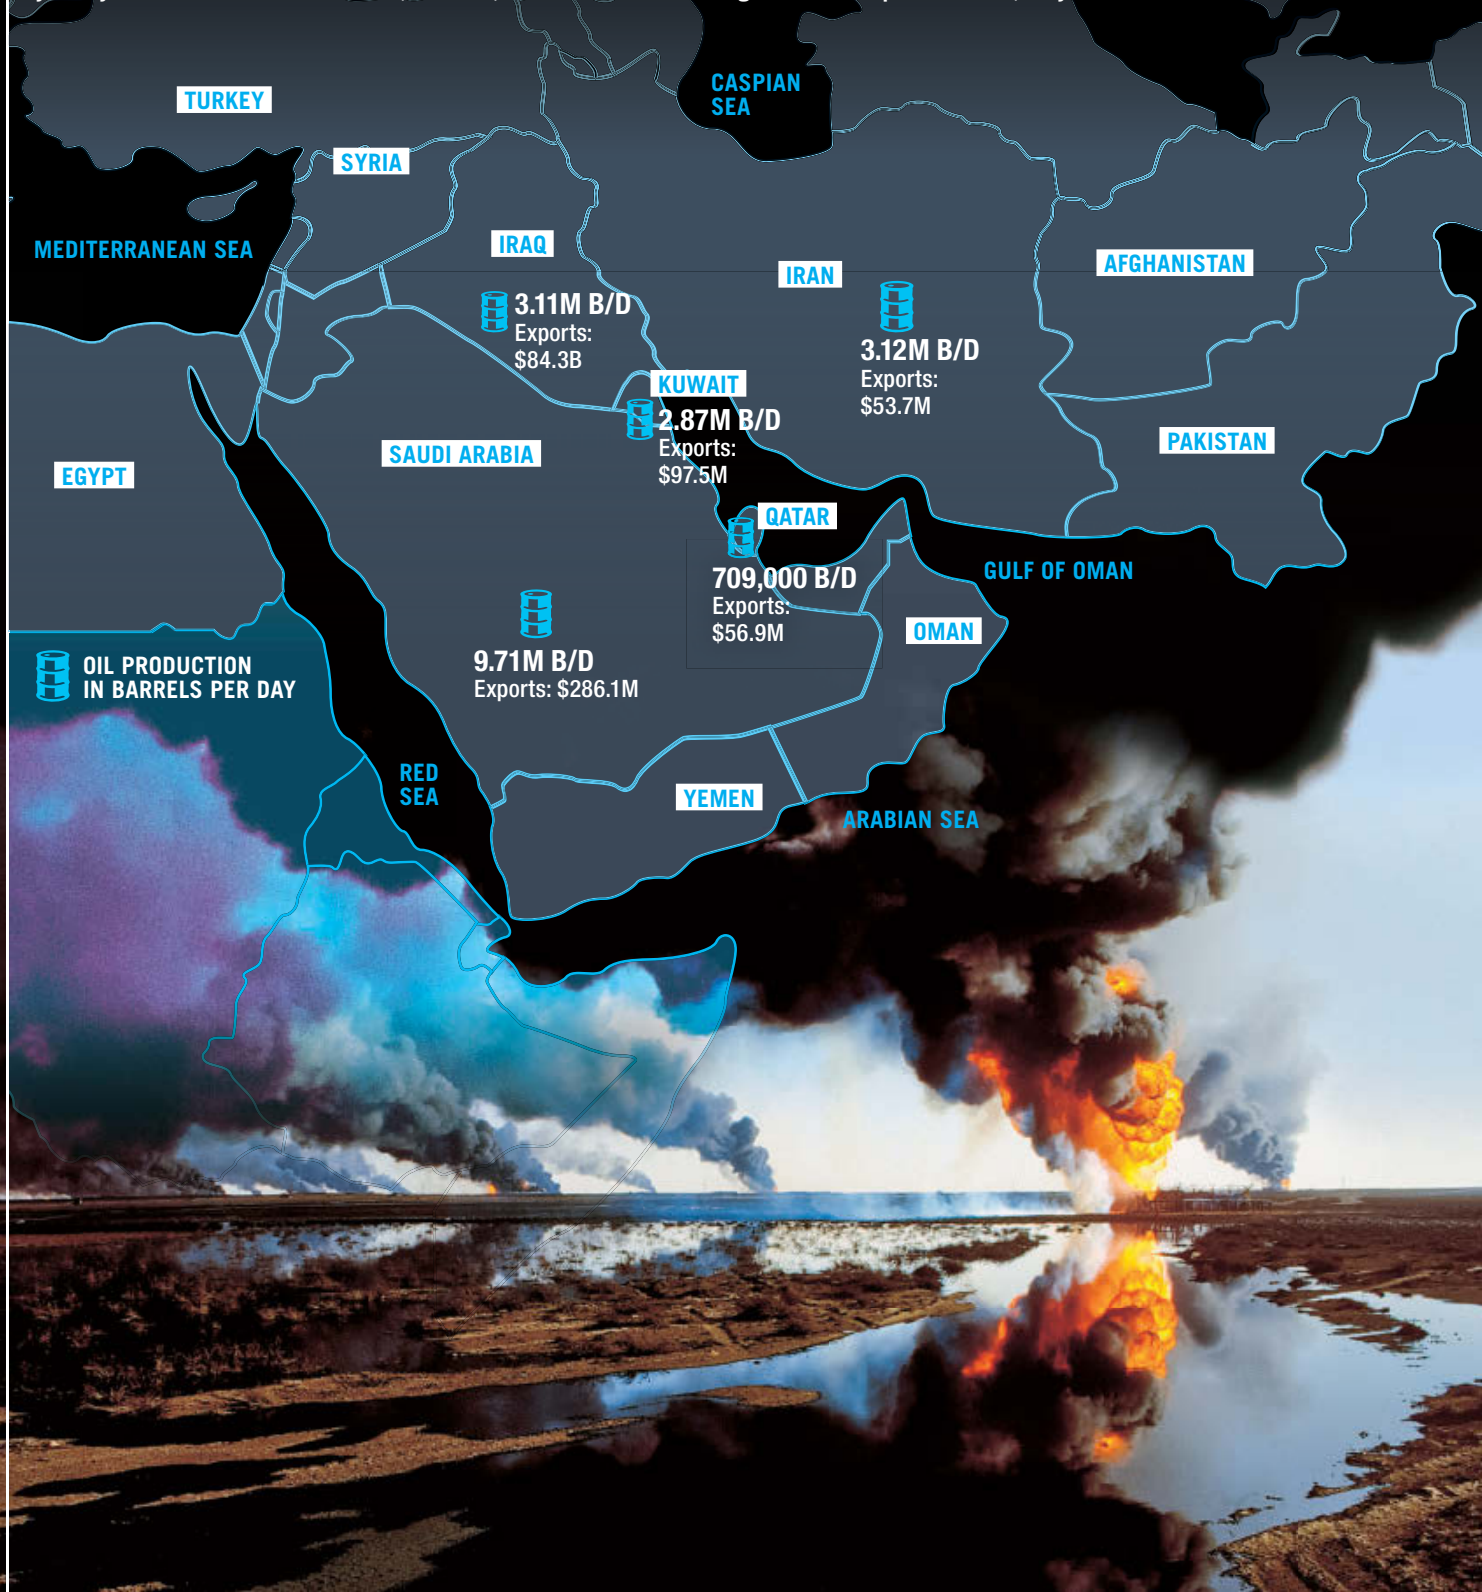 TURKEY
CASPIAN
SEA
SYRIA
MEDITERRANEAN SEA
IRAQ
AFGHANISTAN
IRAN
3.11M B/D
Exports:
$84.3B
3.12M B/D
Exports:
$53.7M
KUWAIT
2.87M B/D
Exports:
$97.5M
SAUDI ARABIA
PAKISTAN
EGYPT
QATAR
709,000 B/D
Exports:
$56.9M
GULF OF OMAN
OMAN
9.71M B/D
Exports: $286.1M
OIL PRODUCTION
IN BARRELS PER DAY
RED
SEA
YEMEN
ARABIAN SEA